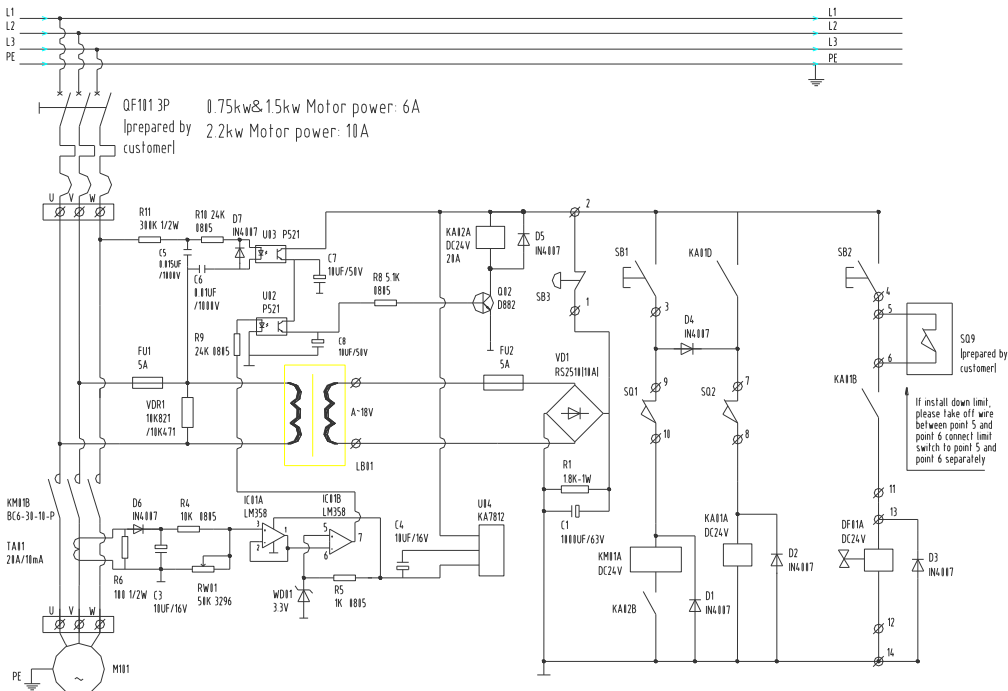 L1
L2
L3
PE
L1
L2
L3
PE
QF101 3P
|prepared by
customer|
0.75kw&1.5kw Motor power: 6A
2.2kw Motor power: 10A
U V W
R11
300K 1/2W
R10 24K
0805
D7
IN4007
U03 P521
C5
0.015UF
/1000V
C6
0.01UF
/1000V
C7
10UF/50V
U02
P521
R9
24K 0805
C8
10UF/50V
R8 5.1K
0805
KA02A
DC24V
20A
D5
IN4007
Q02
D882
2
SB3
1
SB1
3
KA01D
D4
IN4007
SB2
4
5
6
SQ9
|prepared by
customer|
KA01B
If install down limit,
please take off wire
between point 5 and
point 6 connect limit
switch to point 5 and
point 6 separately
FU1
5A
VDR1
10K821
/10K471
A~18V
LB01
FU2
5A
VD1
RS2510|10A|
SQ1
9
10
SQ2
7
8
R1
1.8K-1W
C1
1000UF/63V
11
13
KM01B
BC6-30-10-P
TA01
20A/10mA
D6
IN4007
R4
10K 0805
R6
100 1/2W
C3
10UF/16V
RW01
50K 3296
IC01A
LM358
3
2
1
IC01B
LM358
5
6
7
WD01
3.3V
R5
1K 0805
C4
10UF/16V
U04
KA7812
KM01A
DC24V
KA02B
D1
IN4007
KA01A
DC24V
D2
IN4007
DF01A
DC24V
D3
IN4007
12
14
U V W
PE
M101
~